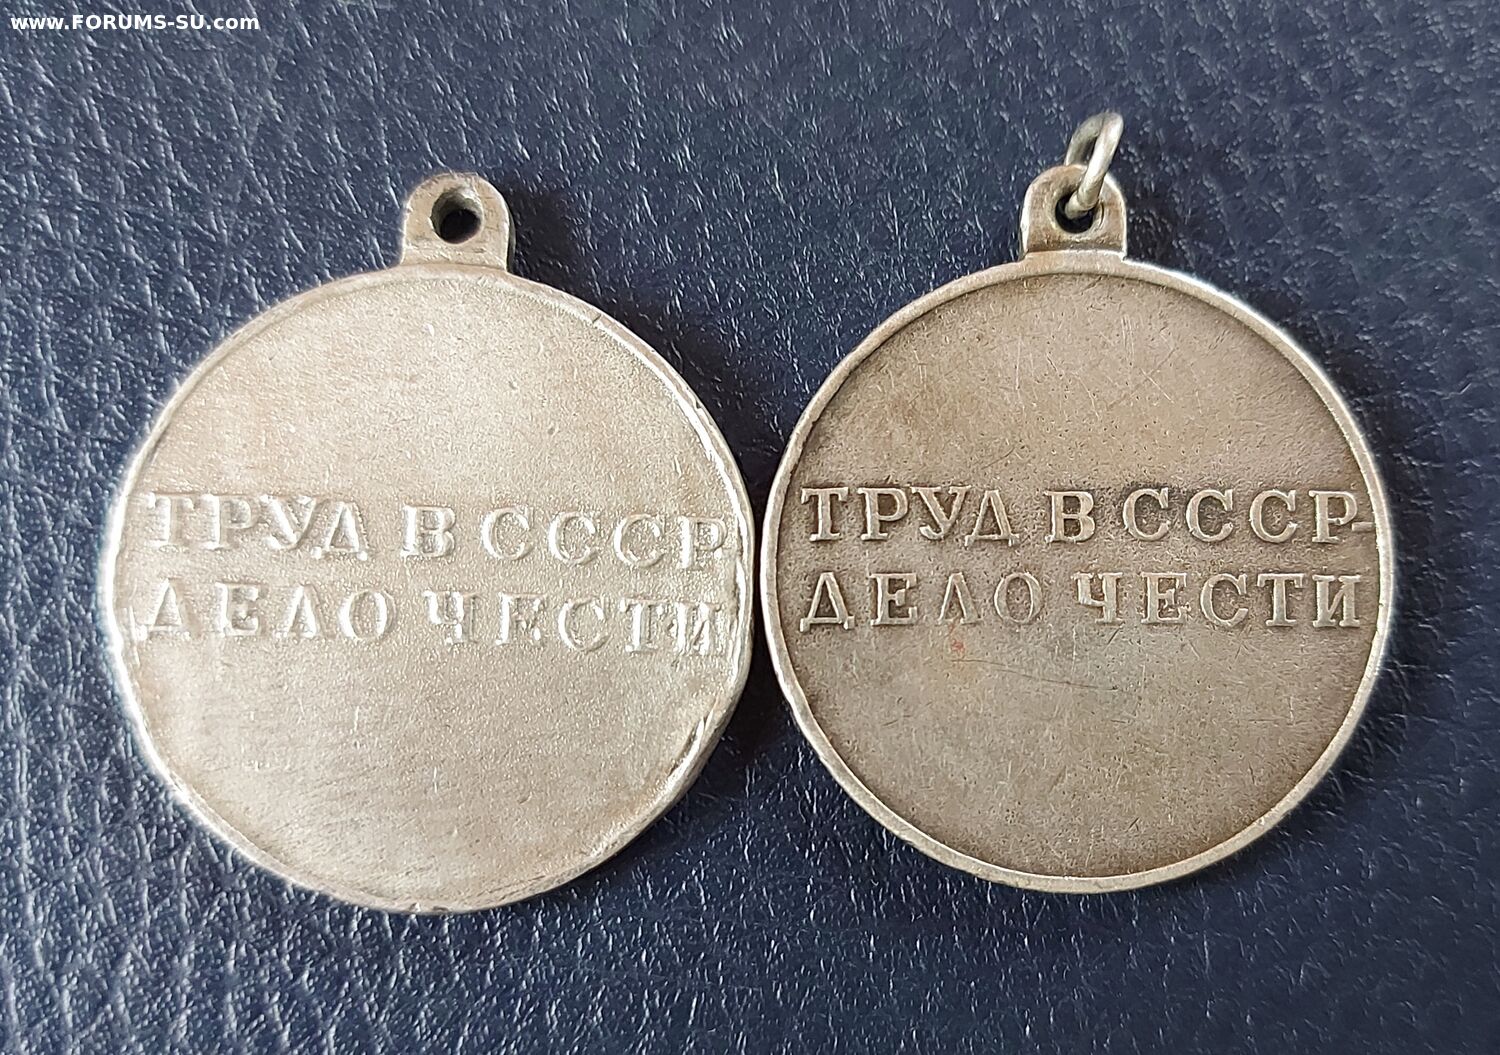 www.FORUMS-SU.com
ТРУД В СССР
ДЕЛО ЧЕСТИ
ТРУД В СССР-
ДЕЛО ЧЕСТИ